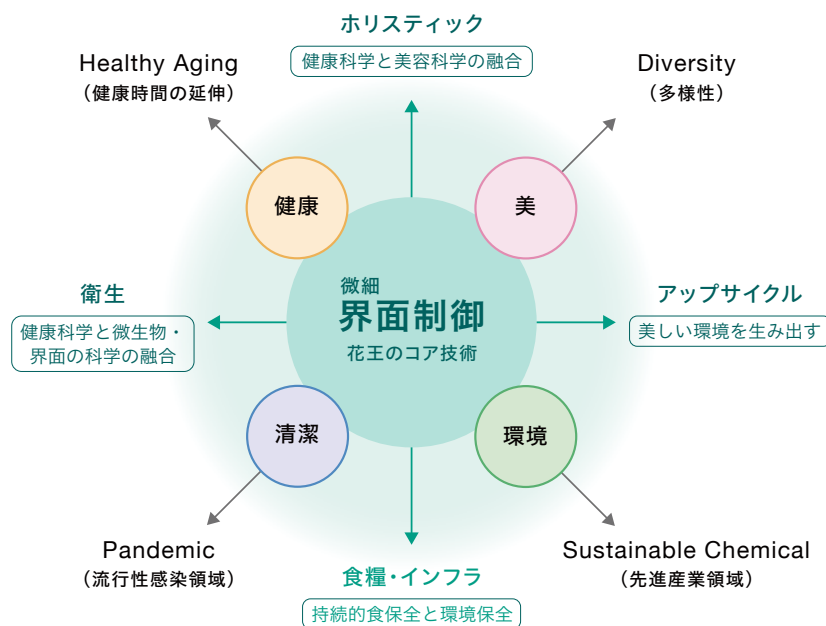 ホリスティック
健康科学と美容科学の融合
Healthy Aging
（健康時間の延伸）
Diversity
（多様性）
健康
美
衛生
健康科学と微生物・
界面の科学の融合
微細
界面制御
花王のコア技術
アップサイクル
美しい環境を生み出す
清潔
環境
Pandemic
（流行性感染領域）
食糧・インフラ
持続的食保全と環境保全
Sustainable Chemical
（先進産業領域）